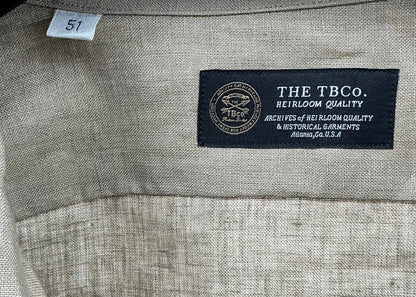 51
THE TBCo.
HEIRLOOM QUALITY
ARCHIVES of HEIRLOOM QUALITY
& HISTORICAL GARMENTS
Atlanta, Ga. U.S.A
TBCo